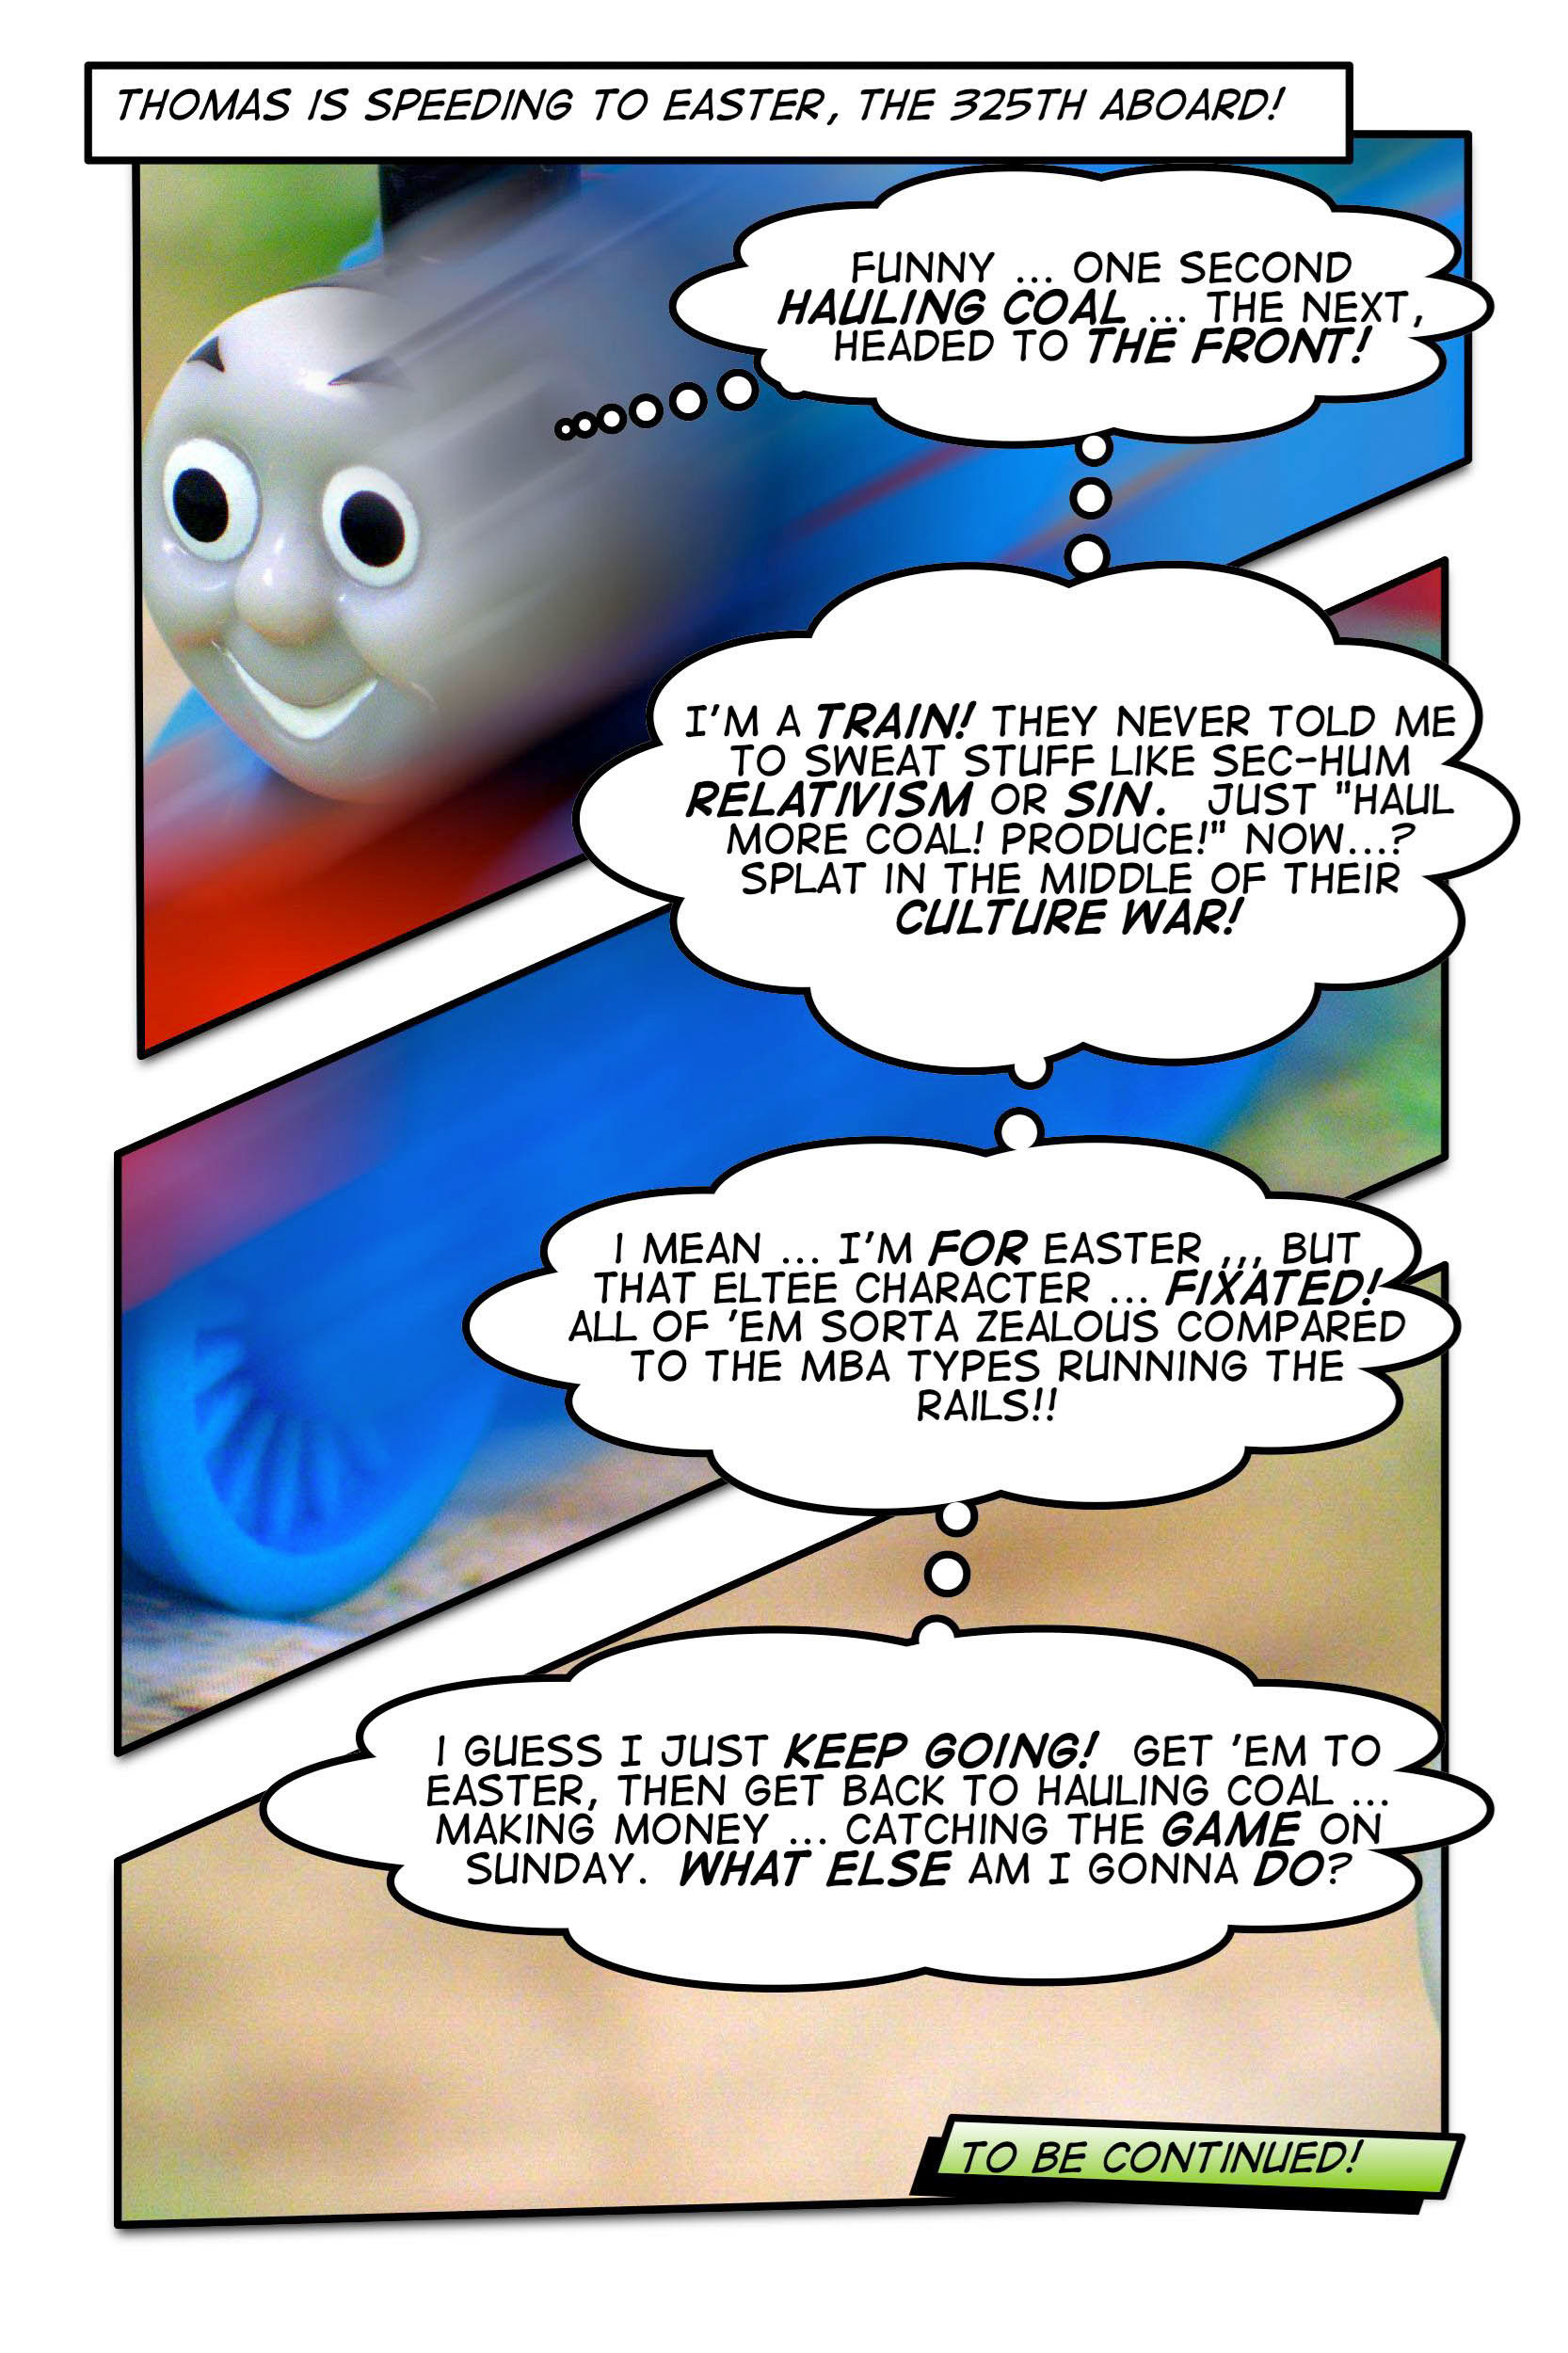 THOMAS IS SPEEDING TO EASTER, THE 325TH ABOARD!
FUNNY ... ONE SECOND
HAULING COAL ... THE NEXT,
HEADED TO THE FRONT!
I'M A TRAIN! THEY NEVER TOLD ME
TO SWEAT STUFF LIKE SEC-HUM
RELATIVISM OR SIN. JUST "HAUL
MORE COAL! PRODUCE!" NOW...?
SPLAT IN THE MIDDLE OF THEIR
CULTURE WAR!
I MEAN ... I'M FOR EASTER ,,, BUT
THAT ELTEE CHARACTER ... FIXATED!
ALL OF 'EM SORTA ZEALOUS COMPARED
TO THE MBA TYPES RUNNING THE
RAILS!!
I GUESS I JUST KEEP GOING! GET 'EM TO
EASTER, THEN GET BACK TO HAULING COAL ...
MAKING MONEY ... CATCHING THE GAME ON
SUNDAY. WHAT ELSE AM I GONNA DO?
TO BE CONTINUED!